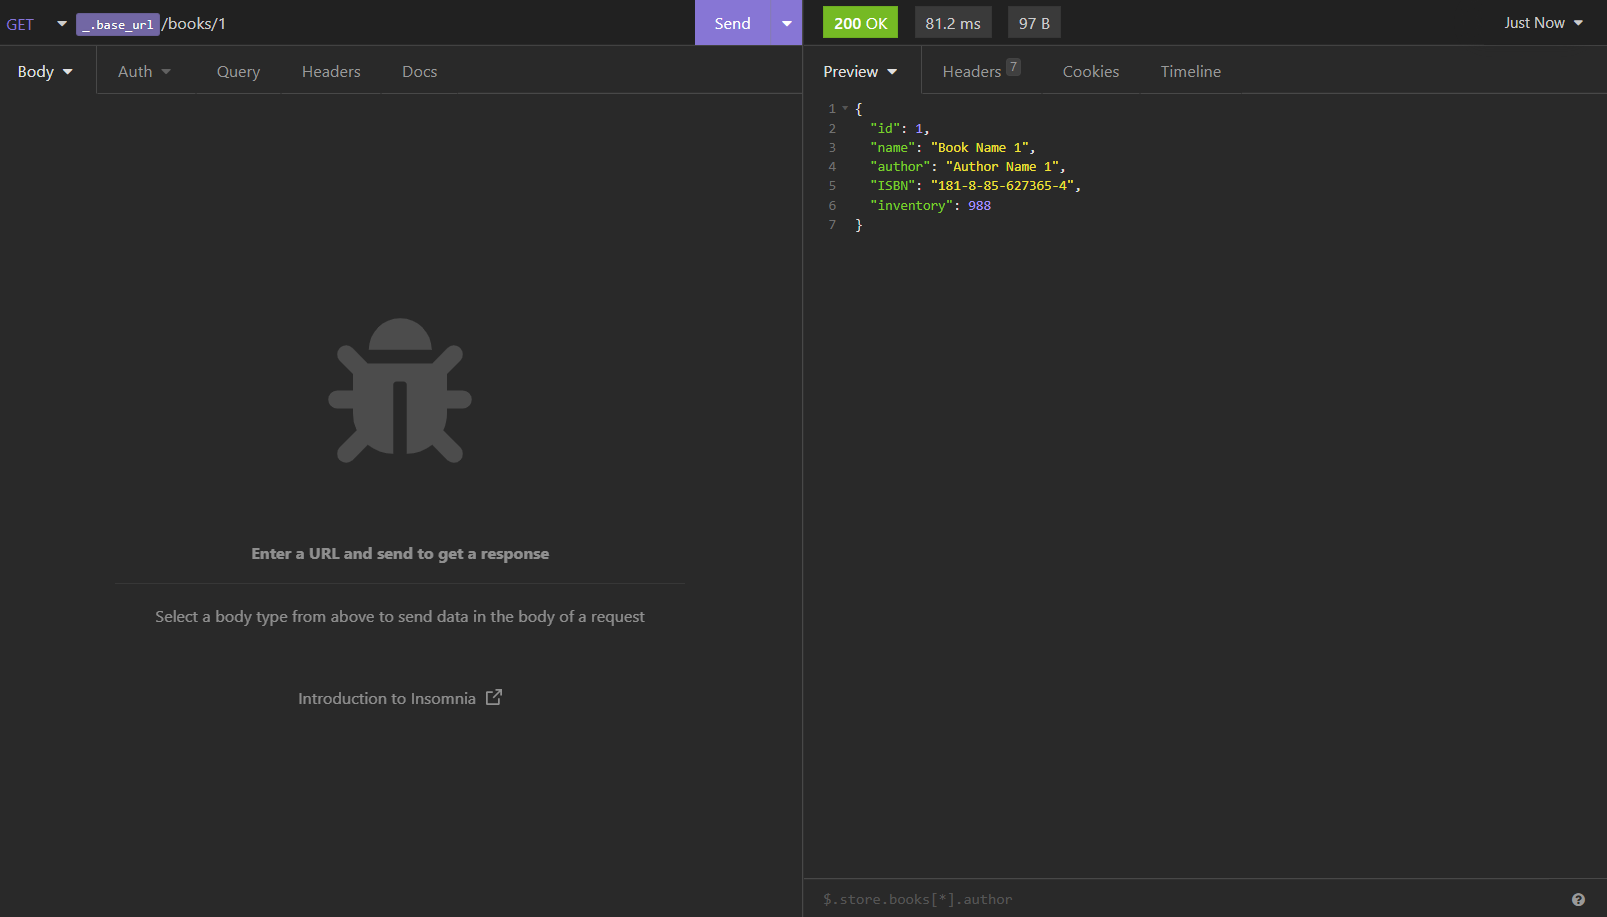 GET _.base_url /books/1 Send 200 OK 81.2 ms 97 B Just Now
Body Auth Query Headers Docs Preview Headers 7 Cookies Timeline
1 {
2 "id": 1,
3 "name": "Book Name 1",
4 "author": "Author Name 1",
5 "ISBN": "181-8-85-627365-4",
6 "inventory": 988
7 }
Enter a URL and send to get a response
Select a body type from above to send data in the body of a request
Introduction to Insomnia
$.store.books[*].author ?